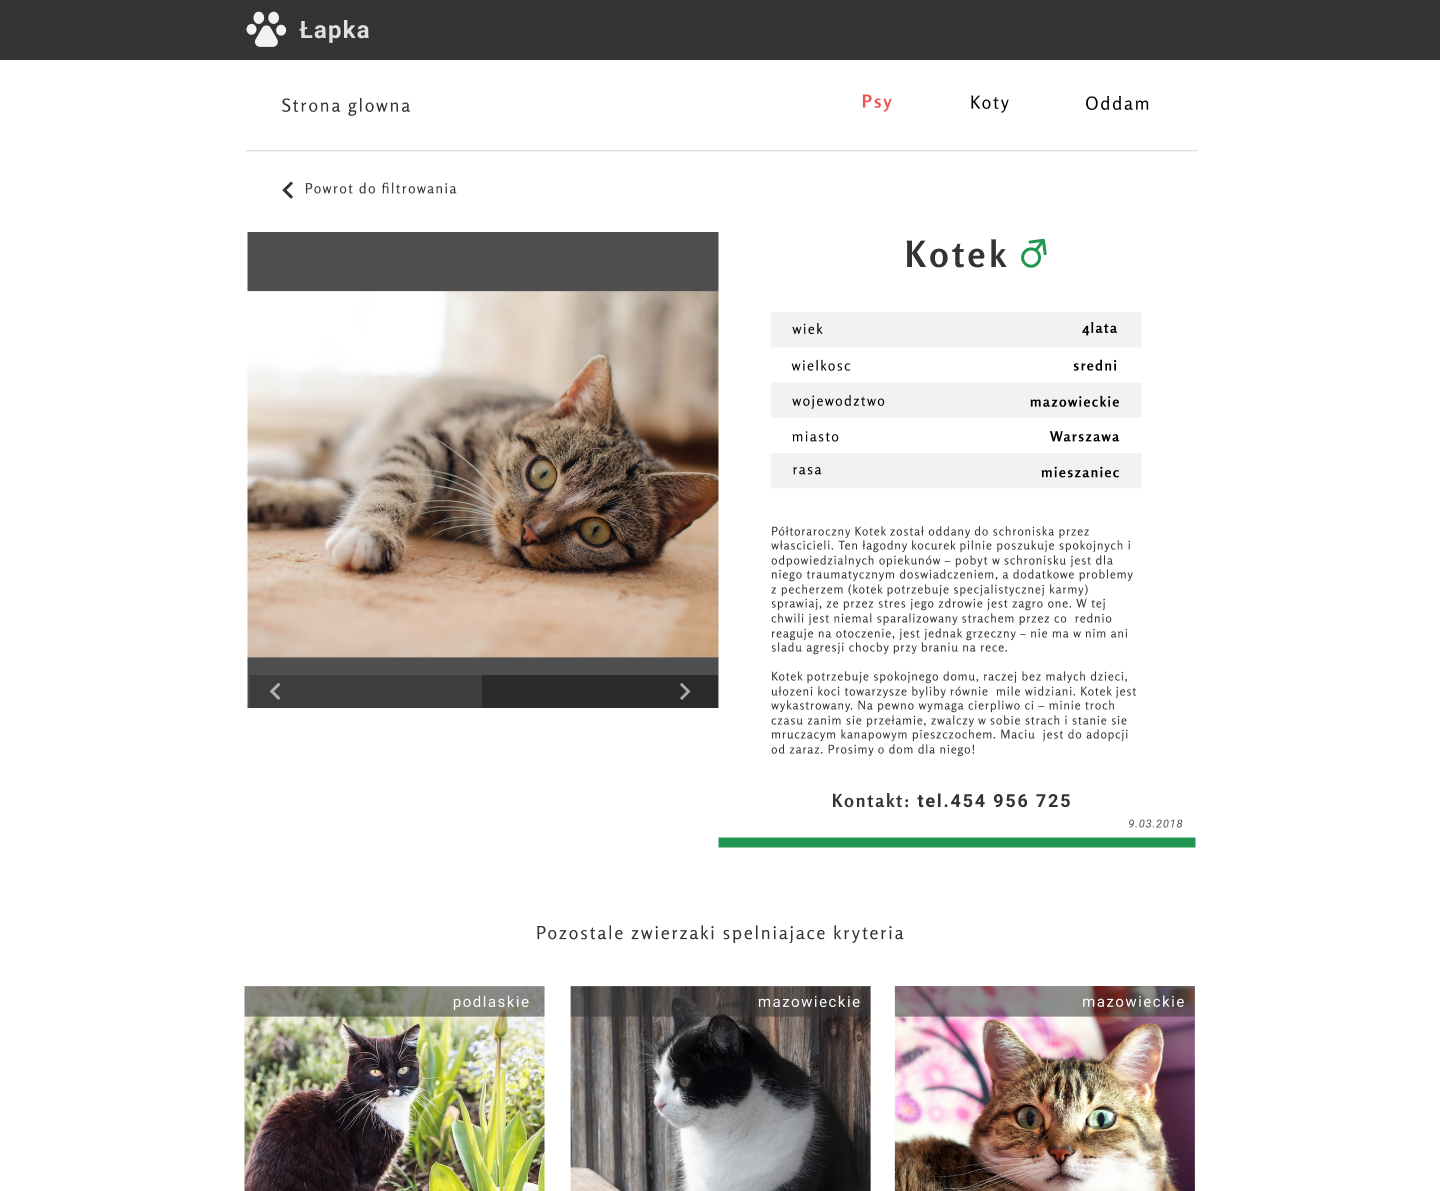 Łapka
Strona glowna
Psy
Koty
Oddam
Powrot do filtrowania
Kotek
wiek 4lata
wielkosc sredni
wojewodztwo mazowieckie
miasto Warszawa
rasa mieszaniec
Półtoraroczny Kotek został oddany do schroniska przez
włascicieli. Ten łagodny kocurek pilnie poszukuje spokojnych i
odpowiedzialnych opiekunów – pobyt w schronisku jest dla
niego traumatycznym doswiadczeniem, a dodatkowe problemy
z pecherzem (kotek potrzebuje specjalistycznej karmy)
sprawiaj, ze przez stres jego zdrowie jest zagro one. W tej
chwili jest niemal sparalizowany strachem przez co  rednio
reaguje na otoczenie, jest jednak grzeczny – nie ma w nim ani
sladu agresji chocby przy braniu na rece.
Kotek potrzebuje spokojnego domu, raczej bez małych dzieci,
ułozeni koci towarzysze byliby równie  mile widziani. Kotek jest
wykastrowany. Na pewno wymaga cierpliwo ci – minie troch
czasu zanim sie przełamie, zwalczy w sobie strach i stanie sie
mruczacym kanapowym pieszczochem. Maciu  jest do adopcji
od zaraz. Prosimy o dom dla niego!
Kontakt: tel.454 956 725
9.03.2018
Pozostale zwierzaki spelniajace kryteria
podlaskie
mazowieckie
mazowieckie